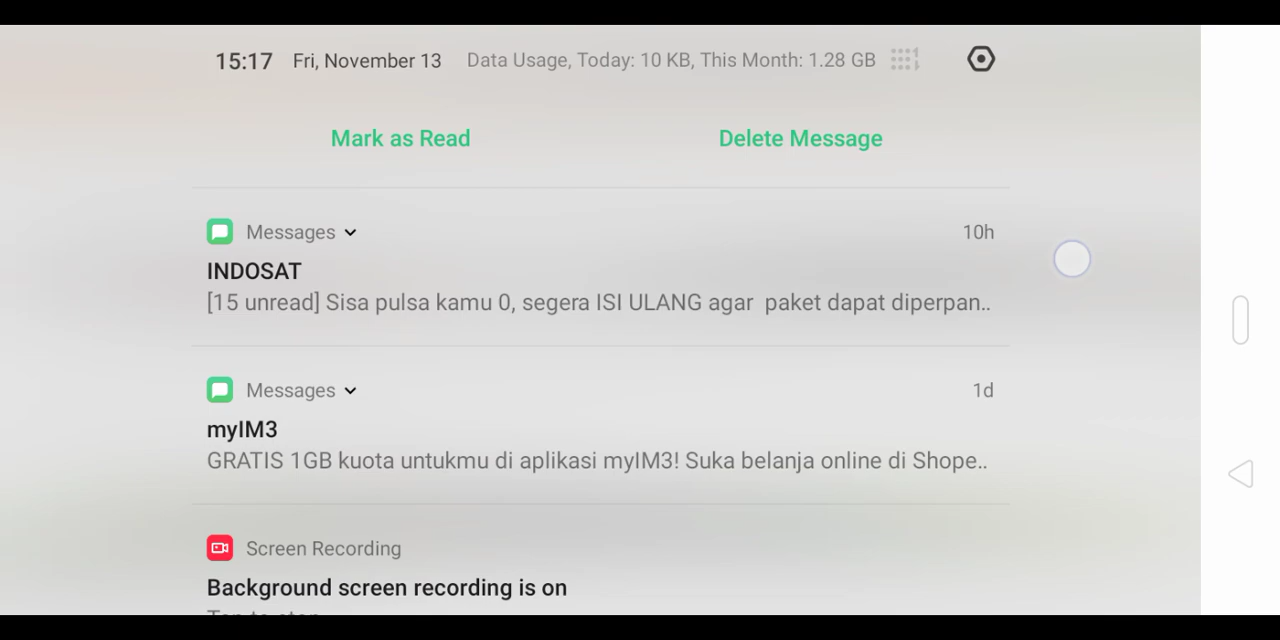 15:17 Fri, November 13 Data Usage, Today: 10 KB, This Month: 1.28 GB
Mark as Read Delete Message
Messages 10h
INDOSAT
[15 unread] Sisa pulsa kamu 0, segera ISI ULANG agar paket dapat diperpan..
Messages 1d
myIM3
GRATIS 1GB kuota untukmu di aplikasi myIM3! Suka belanja online di Shope..
Screen Recording
Background screen recording is on